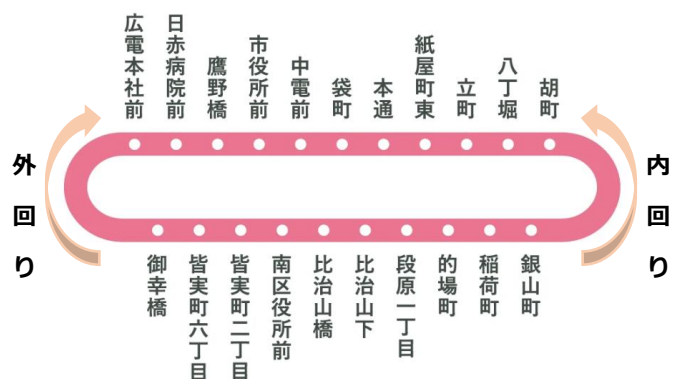 広電本社前
日赤病院前
鷹野橋
市役所前
中電前
袋町
本通
紙屋町東
立町
八丁堀
胡町
外回り
内回り
御幸橋
皆実町六丁目
皆実町二丁目
南区役所前
比治山橋
比治山下
段原一丁目
的場町
稲荷町
銀山町